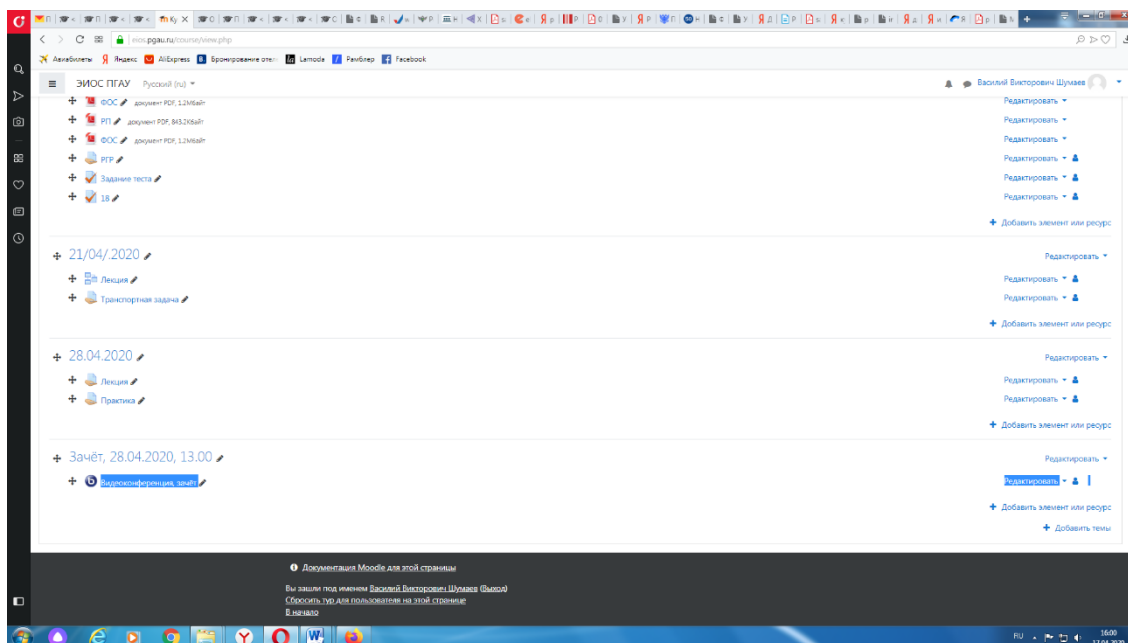 eios.pgau.ru/course/view.php
Авиабилеты Яндекс AliExpress Бронирование отел Lamoda Рамблер Facebook
ЭИОС ПГАУ Русский (ru) Василий Викторович Шумаев
ФОС документ PDF, 1.2Мбайт Редактировать
РП документ PDF, 843.2Кбайт Редактировать
ФОС документ PDF, 1.2Мбайт Редактировать
РГР Редактировать
Задание теста Редактировать
18 Редактировать
+ Добавить элемент или ресурс
21/04/.2020 Редактировать
Лекция Редактировать
Транспортная задача Редактировать
+ Добавить элемент или ресурс
28.04.2020 Редактировать
Лекция Редактировать
Практика Редактировать
+ Добавить элемент или ресурс
Зачёт, 28.04.2020, 13.00 Редактировать
Видеоконференция, зачёт Редактировать
+ Добавить элемент или ресурс
+ Добавить темы
Документация Moodle для этой страницы
Вы зашли под именем Василий Викторович Шумаев (Выход)
Сбросить тур для пользователя на этой странице
В начало
RU 16:00
17.04.2020